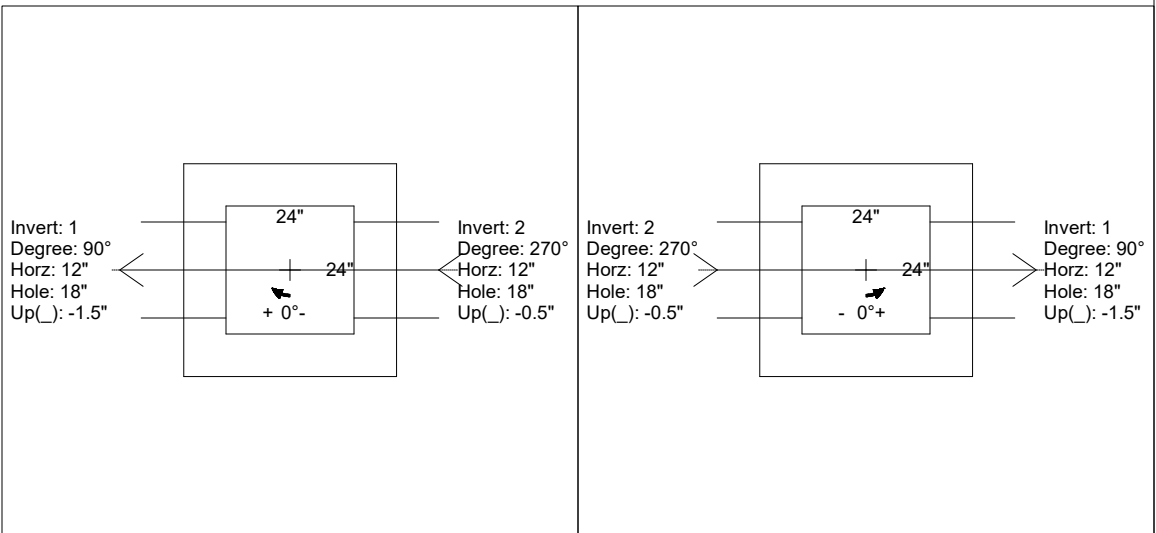 24"
Invert: 1
Degree: 90°
Horz: 12"
Hole: 18"
Up(_): -1.5"
24"
+ 0°-
Invert: 2
Degree: 270°
Horz: 12"
Hole: 18"
Up(_): -0.5"
Invert: 2
Degree: 270°
Horz: 12"
Hole: 18"
Up(_): -0.5"
24"
24"
- 0°+
Invert: 1
Degree: 90°
Horz: 12"
Hole: 18"
Up(_): -1.5"